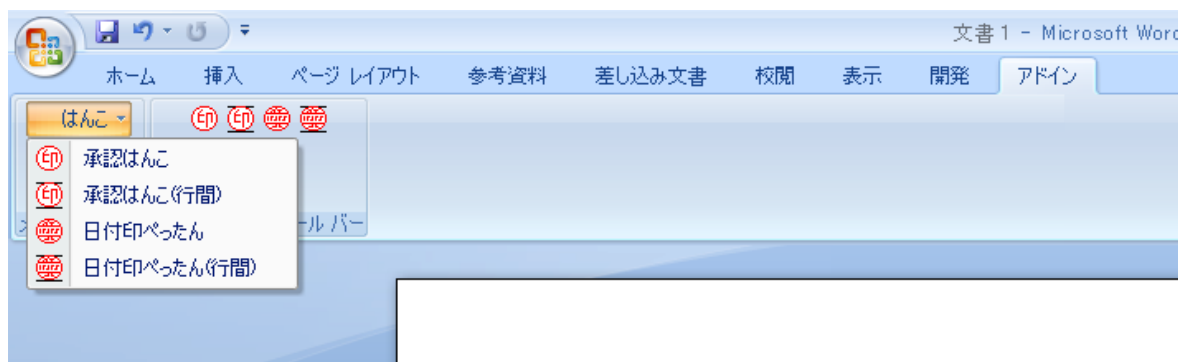 文書 1 - Microsoft Word
ホーム 挿入 ページ レイアウト 参考資料 差し込み文書 校閲 表示 開発 アドイン
はんこ
印 印
承認はんこ
承認はんこ(行間)
日付印ぺったん
ール バー
日付印ぺったん(行間)